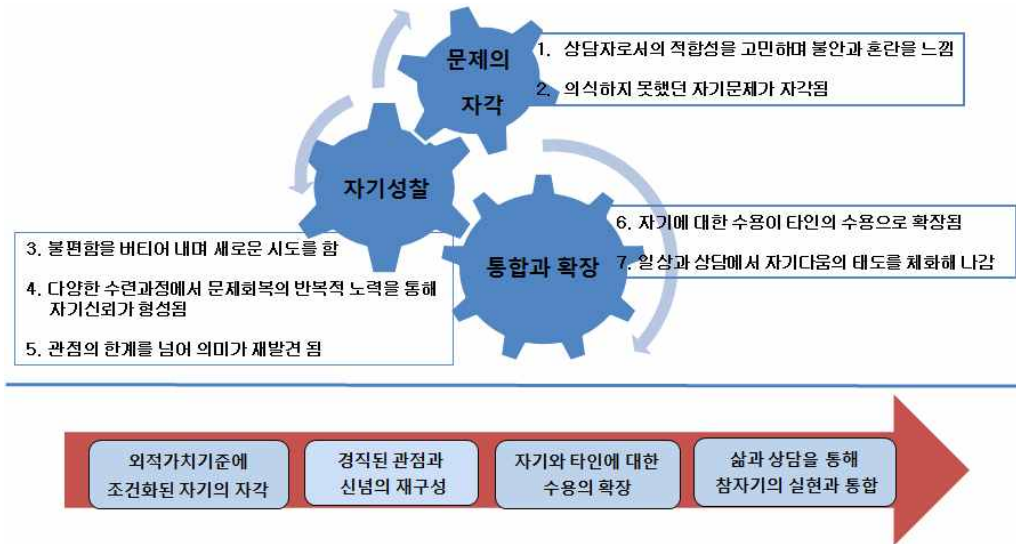 문제의
자각
1. 상담자로서의 적합성을 고민하며 불안과 혼란을 느낌
2. 의식하지 못했던 자기문제가 자각됨
자기성찰
3. 불편함을 버티어 내며 새로운 시도를 함
4. 다양한 수련과정에서 문제회복의 반복적 노력을 통해
자기신뢰가 형성됨
5. 관점의 한계를 넘어 의미가 재발견 됨
통합과 확장
6. 자기에 대한 수용이 타인의 수용으로 확장됨
7. 일상과 상담에서 자기다움의 태도를 체화해 나감
외적가치기준에
조건화된 자기의 자각
경직된 관점과
신념의 재구성
자기와 타인에 대한
수용의 확장
삶과 상담을 통해
참자기의 실현과 통합